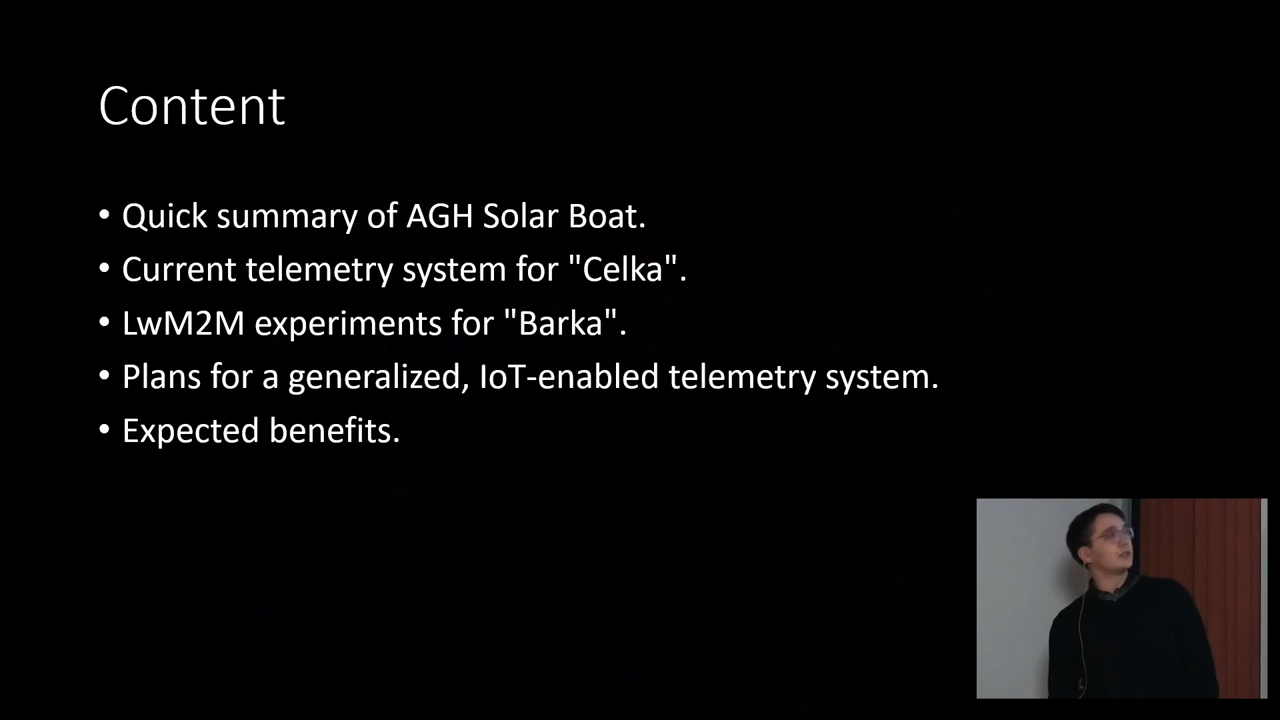 Content
• Quick summary of AGH Solar Boat.
• Current telemetry system for "Celka".
• LwM2M experiments for "Barka".
• Plans for a generalized, IoT-enabled telemetry system.
• Expected benefits.